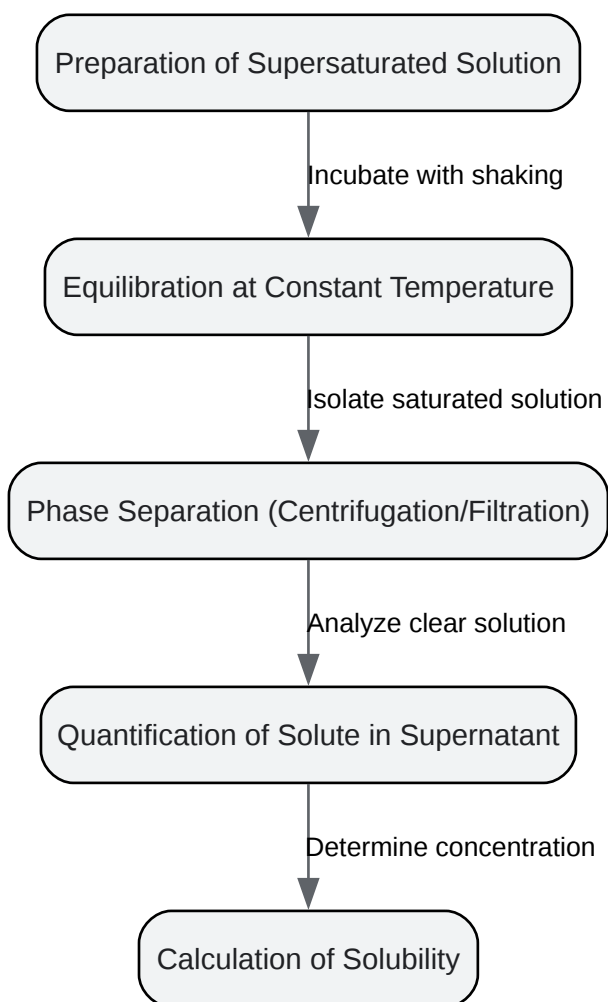 Preparation of Supersaturated Solution
Incubate with shaking
Equilibration at Constant Temperature
Isolate saturated solution
Phase Separation (Centrifugation/Filtration)
Analyze clear solution
Quantification of Solute in Supernatant
Determine concentration
Calculation of Solubility